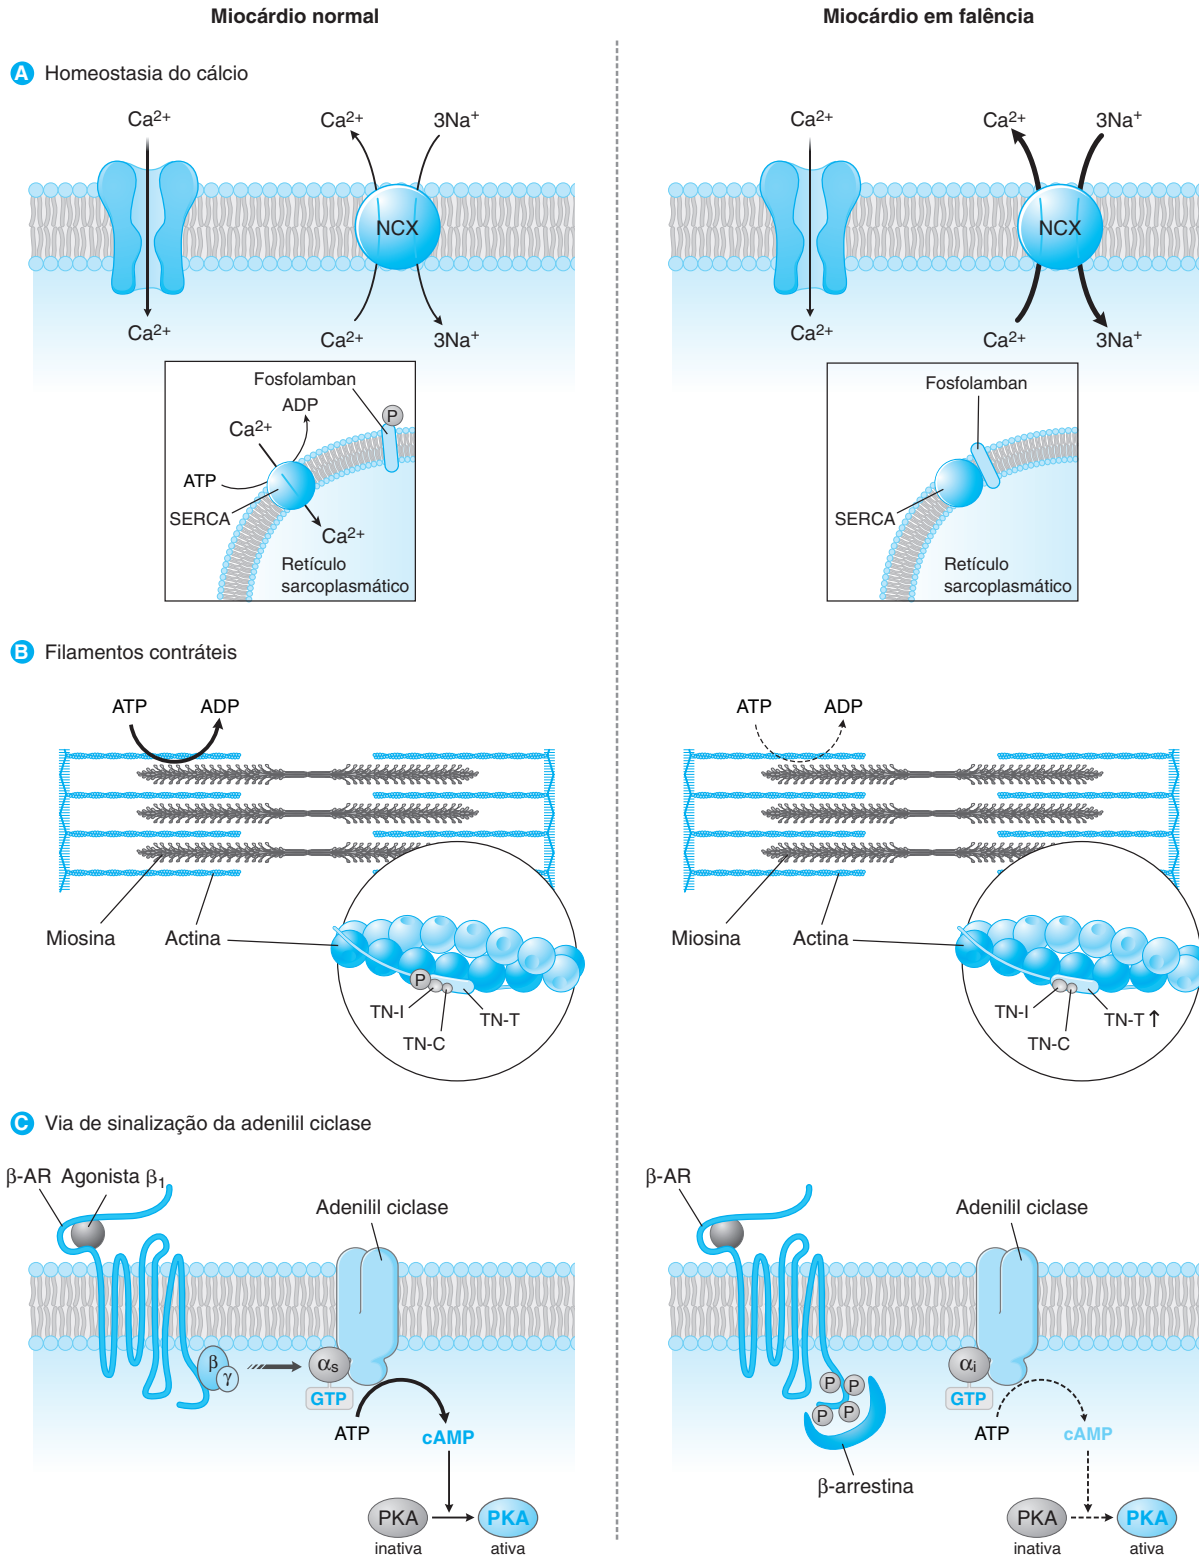 Miocárdio normal
Miocárdio em falência
A Homeostasia do cálcio
Ca2+
Ca2+
3Na+
NCX
Ca2+
Ca2+
3Na+
Fosfolamban
ADP
P
Ca2+
ATP
SERCA
Ca2+
Retículo
sarcoplasmático
Ca2+
Ca2+
3Na+
NCX
Ca2+
Ca2+
3Na+
Fosfolamban
SERCA
Retículo
sarcoplasmático
B Filamentos contráteis
ATP
ADP
Miosina
Actina
P
TN-I
TN-T
TN-C
ATP
ADP
Miosina
Actina
TN-I
TN-T ↑
TN-C
C Via de sinalização da adenilil ciclase
β-AR
Agonista β1
Adenilil ciclase
β
γ
αs
GTP
ATP
cAMP
PKA
PKA
inativa
ativa
β-AR
Adenilil ciclase
P
P
P
P
αi
GTP
ATP
cAMP
β-arrestina
PKA
PKA
inativa
ativa